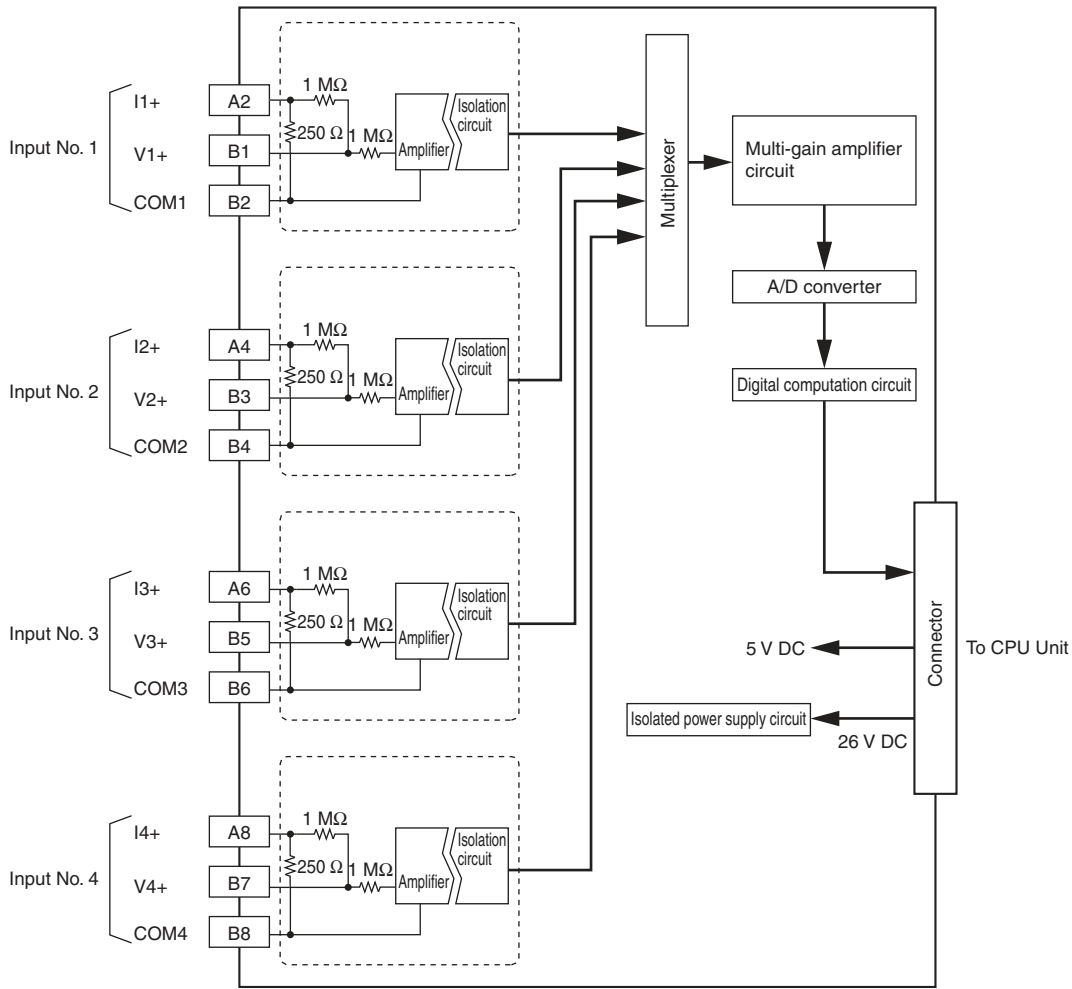 Input No. 1
I1+
V1+
COM1
A2
B1
B2
1 MΩ
250 Ω
1 MΩ
Amplifier
Isolation
circuit
Input No. 2
I2+
V2+
COM2
A4
B3
B4
1 MΩ
250 Ω
1 MΩ
Amplifier
Isolation
circuit
Input No. 3
I3+
V3+
COM3
A6
B5
B6
1 MΩ
250 Ω
1 MΩ
Amplifier
Isolation
circuit
Input No. 4
I4+
V4+
COM4
A8
B7
B8
1 MΩ
250 Ω
1 MΩ
Amplifier
Isolation
circuit
Multiplexer
Multi-gain amplifier
circuit
A/D converter
Digital computation circuit
5 V DC
Isolated power supply circuit
26 V DC
Connector
To CPU Unit